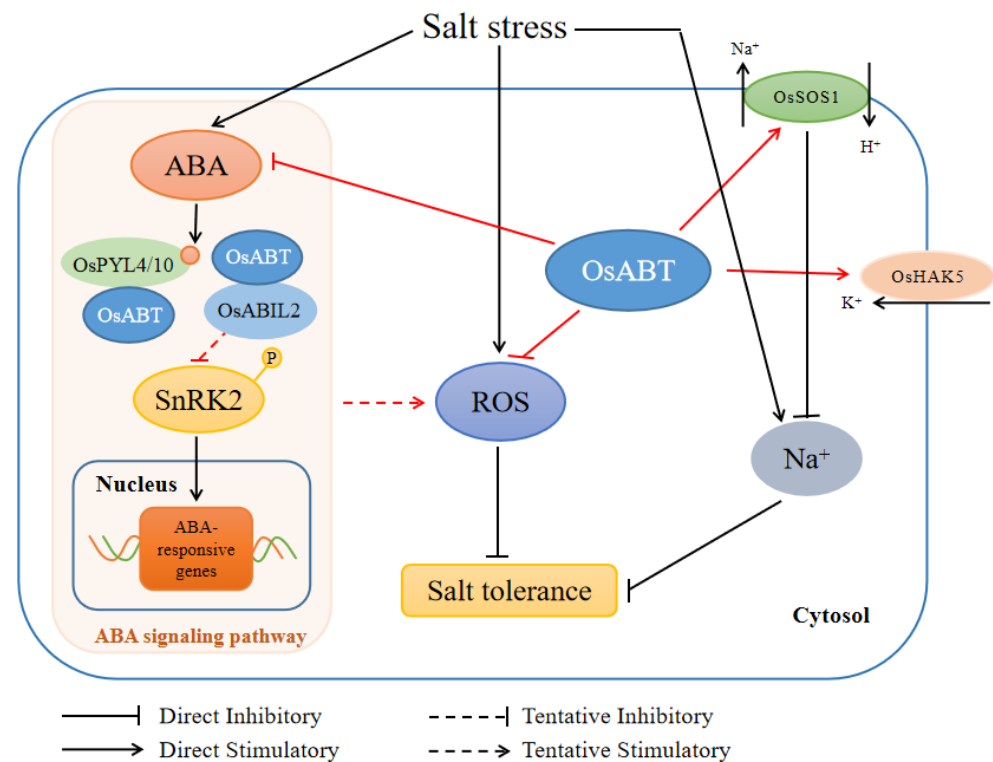 Salt stress
Na⁺
OsSOS1
H⁺
ABA
OsPYL4/10
OsABT
OsABT
OsABIL2
OsABT
OsHAK5
K⁺
P
SnRK2
ROS
Na⁺
Nucleus
ABA-
responsive
genes
Salt tolerance
Cytosol
ABA signaling pathway
Direct Inhibitory
Tentative Inhibitory
Direct Stimulatory
Tentative Stimulatory